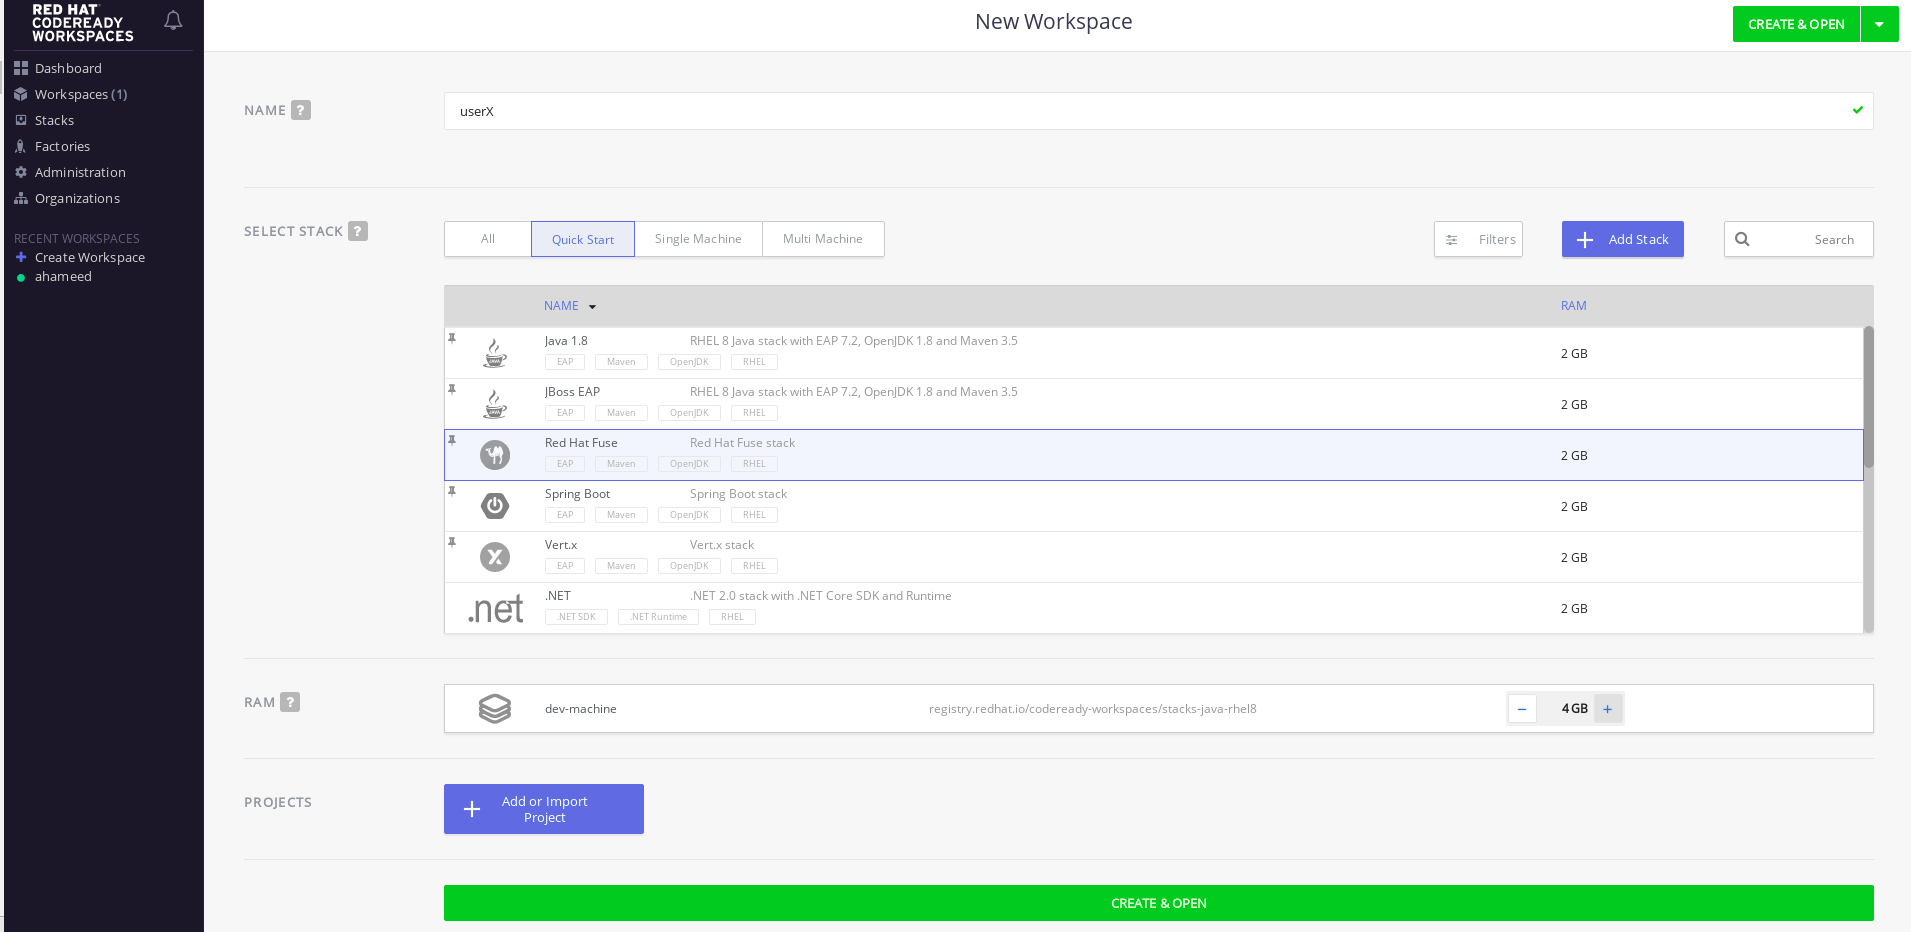 RED HAT
CODEREADY
WORKSPACES
Dashboard
Workspaces (1)
Stacks
Factories
Administration
Organizations
RECENT WORKSPACES
Create Workspace
ahameed
New Workspace
CREATE & OPEN
NAME ?
userX
SELECT STACK ?
All
Quick Start
Single Machine
Multi Machine
Filters
Add Stack
Search
NAME
RAM
Java 1.8
RHEL 8 Java stack with EAP 7.2, OpenJDK 1.8 and Maven 3.5
2 GB
EAP
Maven
OpenJDK
RHEL
JBoss EAP
RHEL 8 Java stack with EAP 7.2, OpenJDK 1.8 and Maven 3.5
2 GB
EAP
Maven
OpenJDK
RHEL
Red Hat Fuse
Red Hat Fuse stack
2 GB
EAP
Maven
OpenJDK
RHEL
Spring Boot
Spring Boot stack
2 GB
EAP
Maven
OpenJDK
RHEL
Vert.x
Vert.x stack
2 GB
EAP
Maven
OpenJDK
RHEL
.net
.NET
.NET 2.0 stack with .NET Core SDK and Runtime
2 GB
.NET SDK
.NET Runtime
RHEL
RAM ?
dev-machine
registry.redhat.io/codeready-workspaces/stacks-java-rhel8
− 4 GB +
PROJECTS
Add or Import
Project
CREATE & OPEN